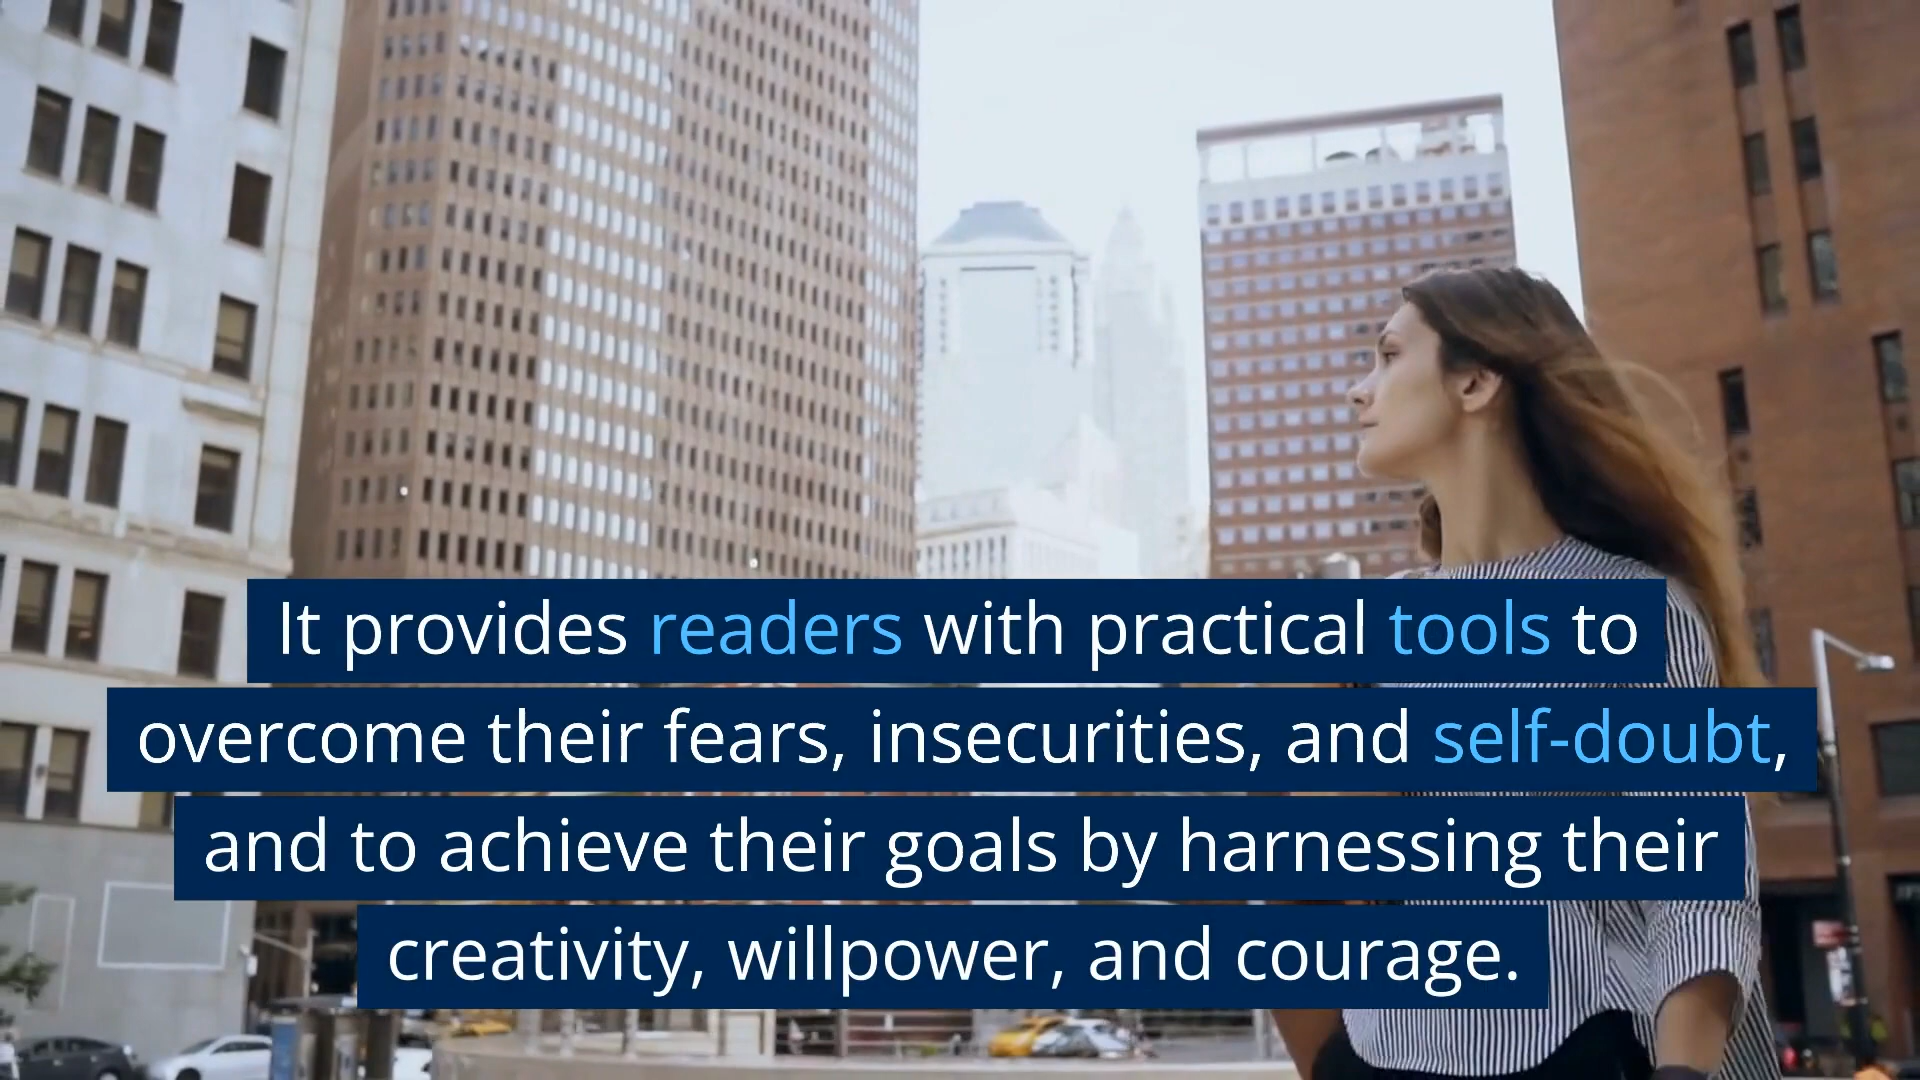 It provides readers with practical tools to
overcome their fears, insecurities, and self-doubt,
and to achieve their goals by harnessing their
creativity, willpower, and courage.